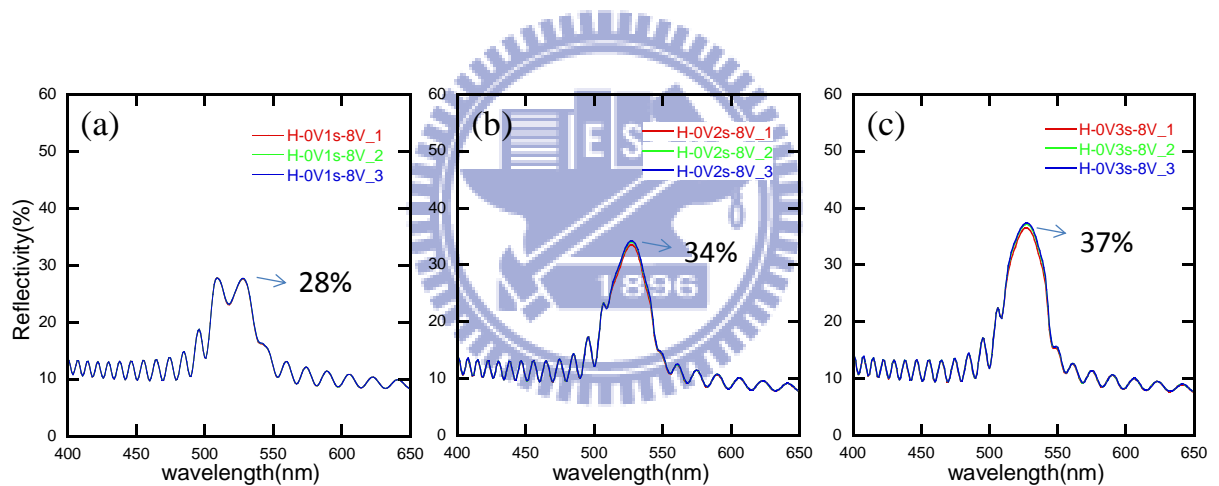 (a)
H-0V1s-8V_1
H-0V1s-8V_2
H-0V1s-8V_3
28%
Reflectivity(%)
60
50
40
30
20
10
0
400 450 500 550 600 650
wavelength(nm)
(b)
H-0V2s-8V_1
H-0V2s-8V_2
H-0V2s-8V_3
34%
ES
1896
60
50
40
30
20
10
0
400 450 500 550 600 650
wavelength(nm)
(c)
H-0V3s-8V_1
H-0V3s-8V_2
H-0V3s-8V_3
37%
60
50
40
30
20
10
0
400 450 500 550 600 650
wavelength(nm)